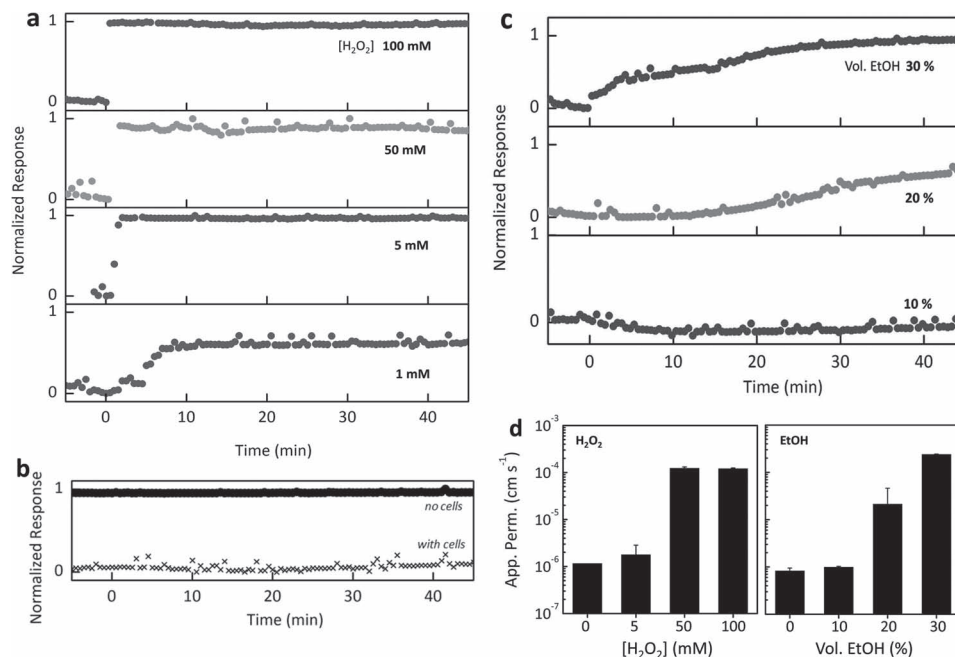 a
Normalized Response
1
0
[H₂O₂] 100 mM
1
0
50 mM
1
0
5 mM
1
0
1 mM
0 10 20 30 40
Time (min)
b
Normalized Response
1
0
no cells
with cells
0 10 20 30 40
Time (min)
c
Normalized Response
1
0
Vol. EtOH 30 %
1
0
20 %
1
0
10 %
0 10 20 30 40
Time (min)
d
App. Perm. (cm s⁻¹)
10⁻³
10⁻⁴
10⁻⁵
10⁻⁶
10⁻⁷
H₂O₂
0 5 50 100
[H₂O₂] (mM)
EtOH
0 10 20 30
Vol. EtOH (%)